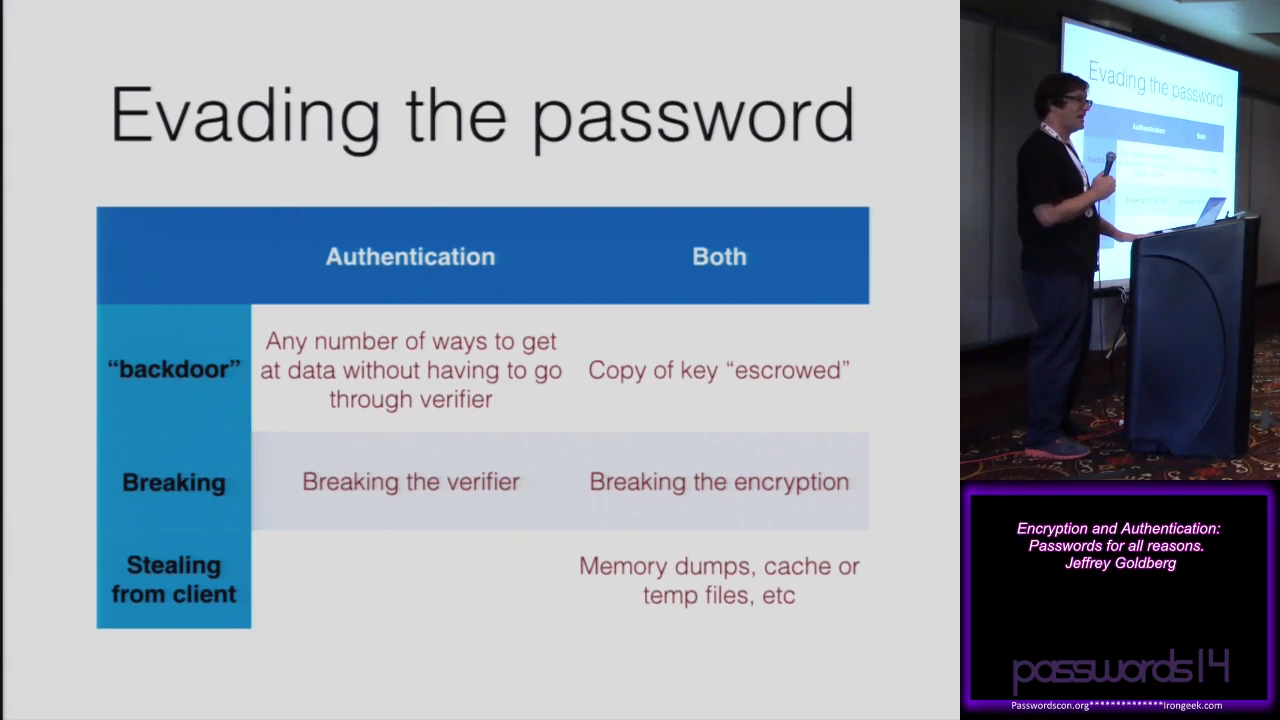 Evading the password
Authentication
Both
“backdoor”
Any number of ways to get
at data without having to go
through verifier
Copy of key “escrowed”
Breaking
Breaking the verifier
Breaking the encryption
Stealing
from client
Memory dumps, cache or
temp files, etc
Evading the password
Authentication
Both
Encryption and Authentication:
Passwords for all reasons.
Jeffrey Goldberg
passwords14
Passwordscon.org**************Irongeek.com